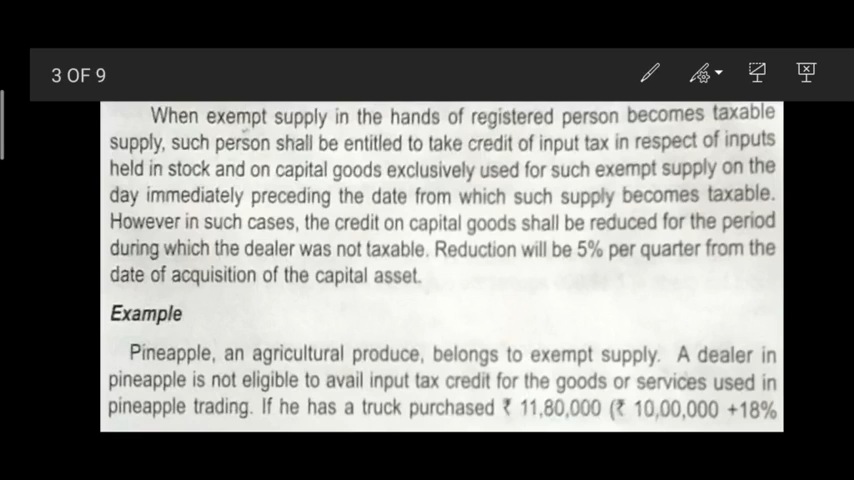 3 OF 9
When exempt supply in the hands of registered person becomes taxable
supply, such person shall be entitled to take credit of input tax in respect of inputs
held in stock and on capital goods exclusively used for such exempt supply on the
day immediately preceding the date from which such supply becomes taxable.
However in such cases, the credit on capital goods shall be reduced for the period
during which the dealer was not taxable. Reduction will be 5% per quarter from the
date of acquisition of the capital asset.
Example
Pineapple, an agricultural produce, belongs to exempt supply. A dealer in
pineapple is not eligible to avail input tax credit for the goods or services used in
pineapple trading. If he has a truck purchased ₹ 11,80,000 (₹ 10,00,000 +18%